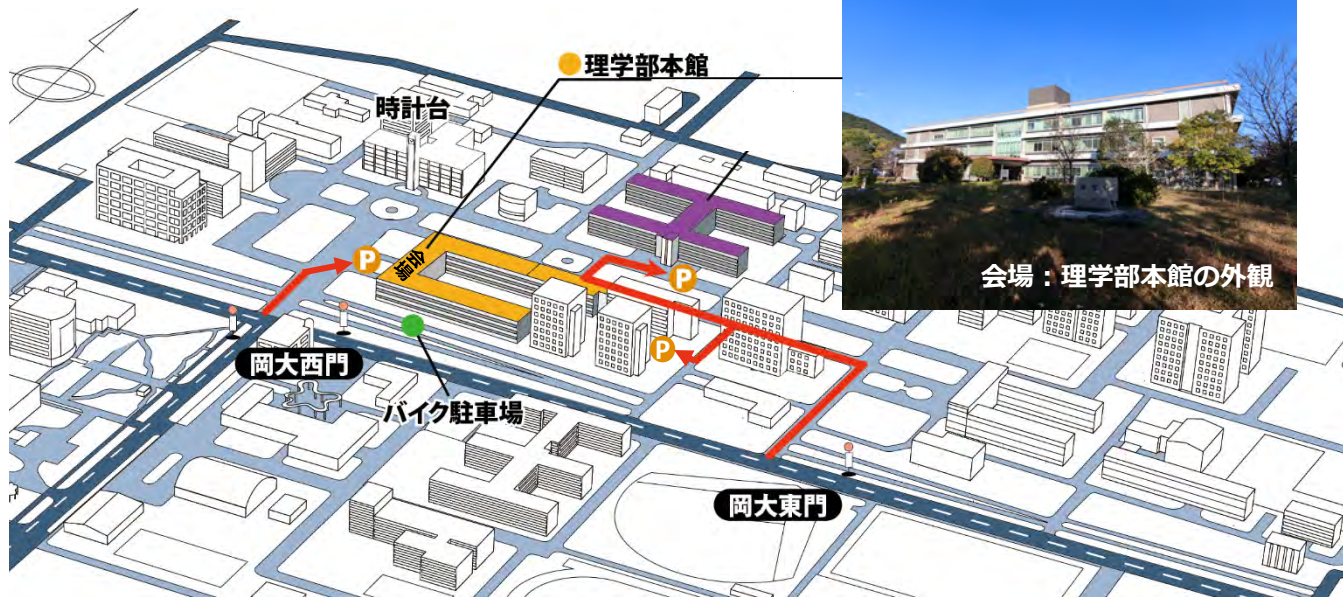 理学部本館
時計台
会場
P
P
P
岡大西門
バイク駐車場
岡大東門
会場：理学部本館の外観